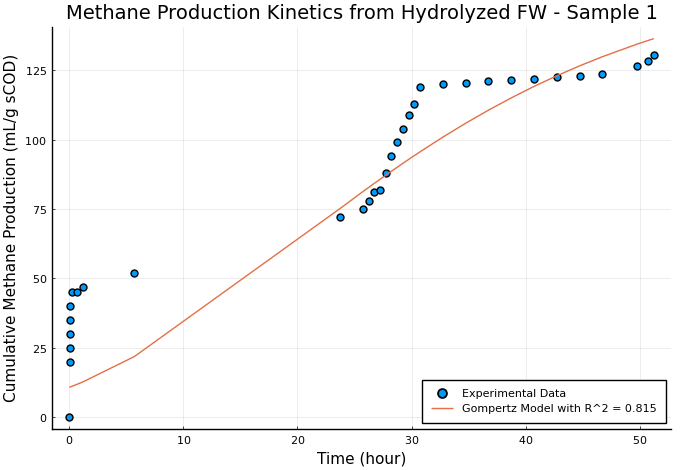 Methane Production Kinetics from Hydrolyzed FW - Sample 1
Cumulative Methane Production (mL/g sCOD)
125
100
75
50
25
0
0 10 20 30 40 50
Time (hour)
Experimental Data
Gompertz Model with R^2 = 0.815